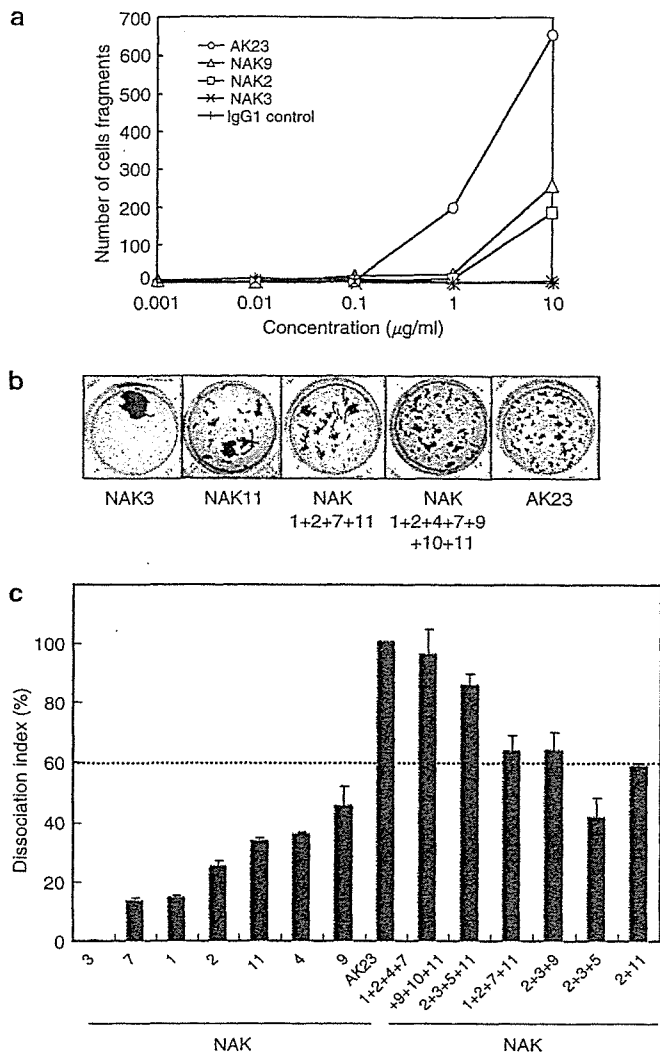 a
Number of cells fragments
700
600
500
400
300
200
100
0
AK23
NAK9
NAK2
NAK3
IgG1 control
0.001
0.01
0.1
1
10
Concentration (μg/ml)
b
NAK3
NAK11
NAK
1+2+7+11
NAK
1+2+4+7+9
+10+11
AK23
c
Dissociation index (%)
100
80
60
40
20
0
3
7
1
2
11
4
9
AK23
1+2+4+7
+9+10+11
2+3+5+11
1+2+7+11
2+3+9
2+3+5
2+11
NAK
NAK